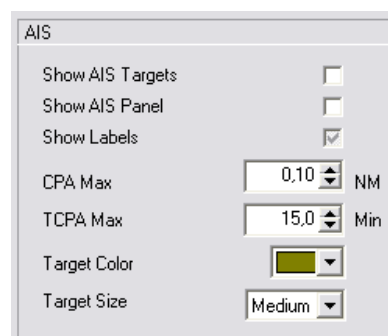 AIS
Show AIS Targets
Show AIS Panel
Show Labels
CPA Max 0,10 NM
TCPA Max 15,0 Min
Target Color
Target Size Medium